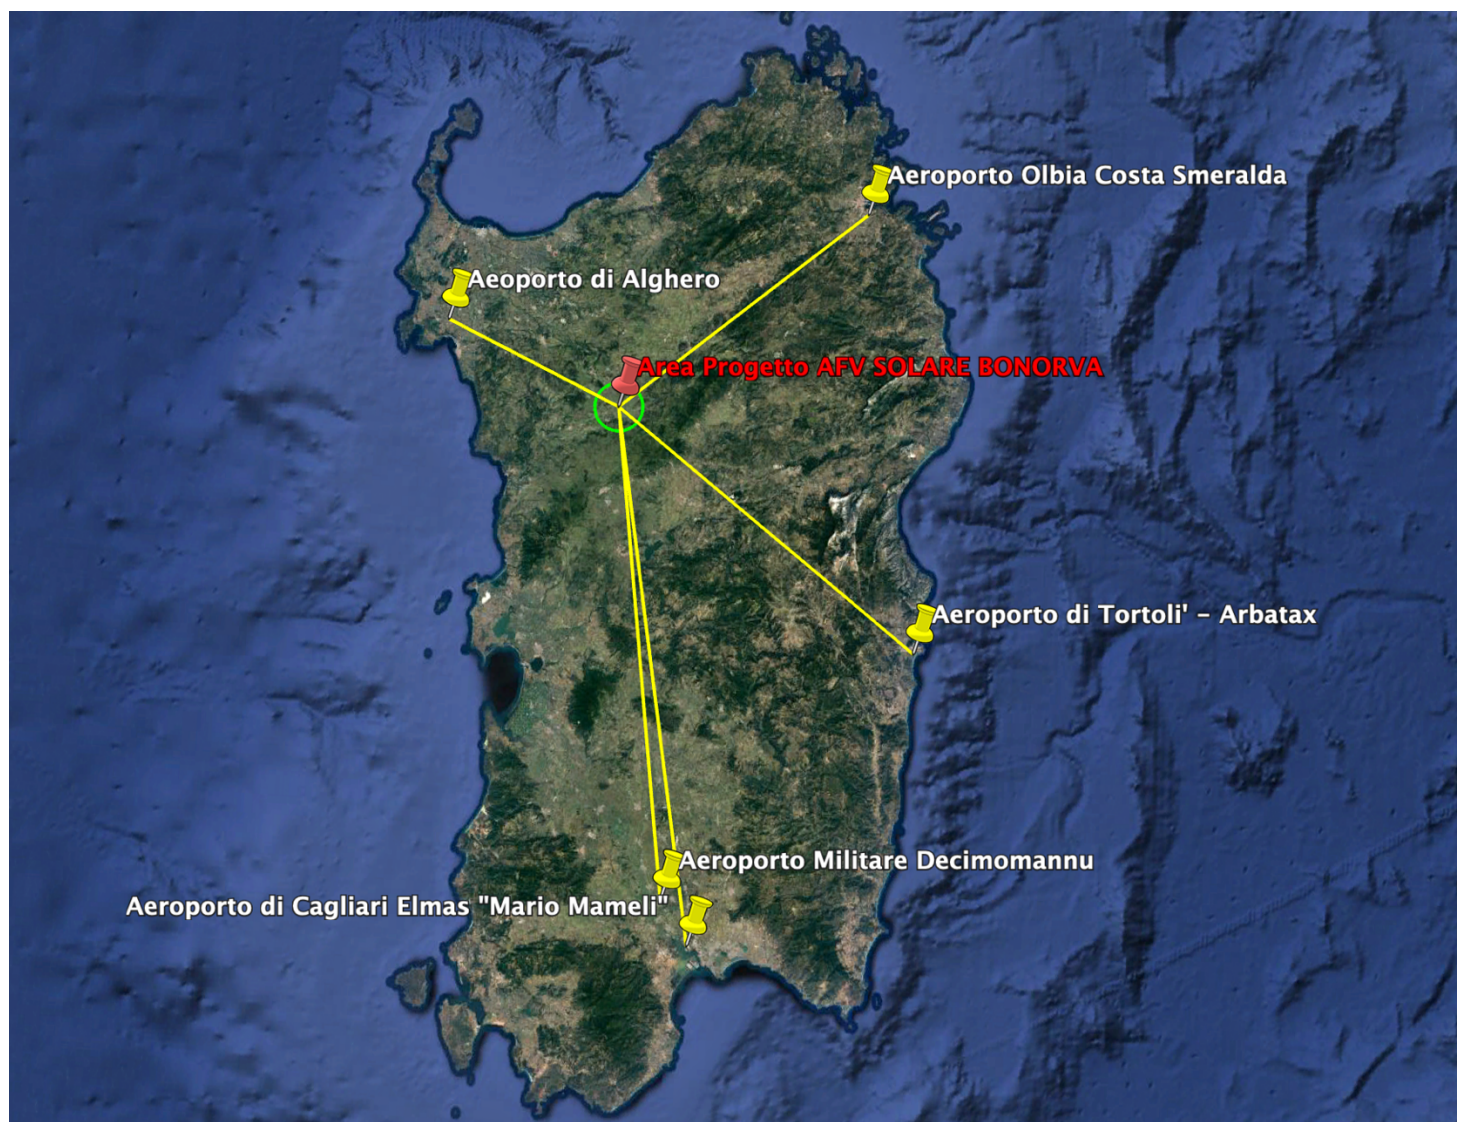 Aeroporto Olbia Costa Smeralda
Aeoporto di Alghero
Area Progetto AFV SOLARE BONORVA
Aeroporto di Tortoli' - Arbatax
Aeroporto Militare Decimomannu
Aeroporto di Cagliari Elmas "Mario Mameli"